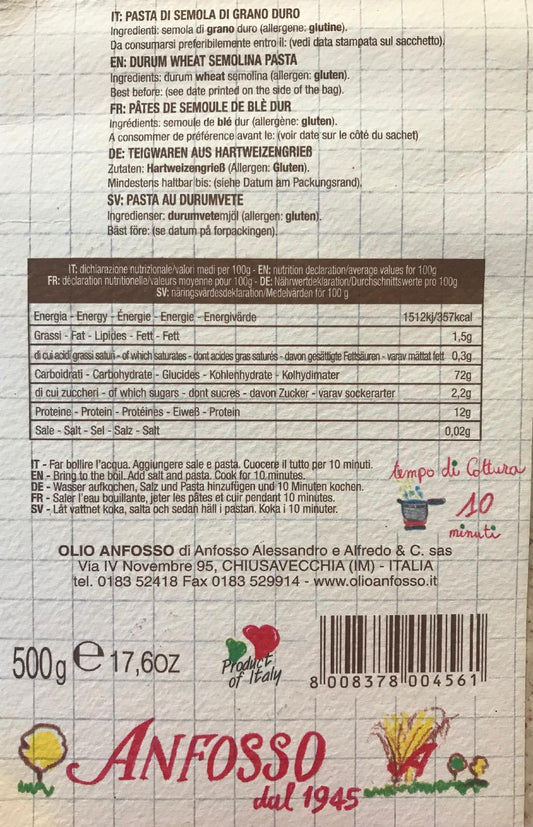 IT: PASTA DI SEMOLA DI GRANO DURO
Ingredienti: semola di grano duro (allergene: glutine).
Da consumarsi preferibilemente entro il: (vedi data stampata sul sacchetto).
EN: DURUM WHEAT SEMOLINA PASTA
Ingredients: durum wheat semolina (allergen: gluten).
Best before: (see date printed on the side of the bag).
FR: PÂTES DE SEMOULE DE BLÈ DUR
Ingrédients: semoule de blé dur (allergène: gluten).
A consommer de préférence avant le: (voir date sur le côté du sachet)
DE: TEIGWAREN AUS HARTWEIZENGRIEß
Zutaten: Hartweizengrieß (Allergen: Gluten).
Mindestens haltbar bis: (siehe Datum am Packungsrand).
SV: PASTA AU DURUMVETE
Ingredienser: durumvetemjöl (allergen: gluten).
Bäst före: (se datum på forpackingen).
IT: dichiarazione nutrizionale/valori medi per 100g - EN: nutrition declaration/average values for 100g
FR: déclaration nutritionelle/valeurs moyenne pour 100g - DE: Nährwertdeklaration/Durchschnittswerte pro 100g
SV: näringsvärdesdeklaration/Medelvärden för 100 g
Energia - Energy - Énergie - Energie - Energivärde 1512kj/357kcal
Grassi - Fat - Lipides - Fett - Fett 1,5g
di cui acidi grassi saturi - of which saturates - dont acides gras saturés - davon gesättigte Fettsäuren - varav mättat fett 0,3g
Carboidrati - Carbohydrate - Glucides - Kohlenhydrate - Kolhydimater 72g
di cui zuccheri - of which sugars - dont sucres - davon Zucker - varav sockerarter 2,2g
Proteine - Protein - Protéines - Eiweß - Protein 12g
Sale - Salt - Sel - Salz - Salt 0,02g
IT - Far bollire l'acqua. Aggiungere sale e pasta. Cuocere il tutto per 10 minuti.
EN - Bring to the boil. Add salt and pasta. Cook for 10 minutes.
DE - Wasser aufkochen, Salz und Pasta hinzufügen und 10 Minuten kochen.
FR - Saler l'eau bouillante, jeter les pâtes et cuir pendant 10 minutes.
SV - Låt vattnet koka, salta och sedan häll i pastan. Koka i 10 minuter.
tempo di Cottura
10
minuti
OLIO ANFOSSO di Anfosso Alessandro e Alfredo & C. sas
Via IV Novembre 95, CHIUSAVECCHIA (IM) - ITALIA
tel. 0183 52418 Fax 0183 529914 - www.olioanfosso.it
500g e 17,6oz
Product
of Italy
8 008378 004561
ANFOSSO
dal 1945